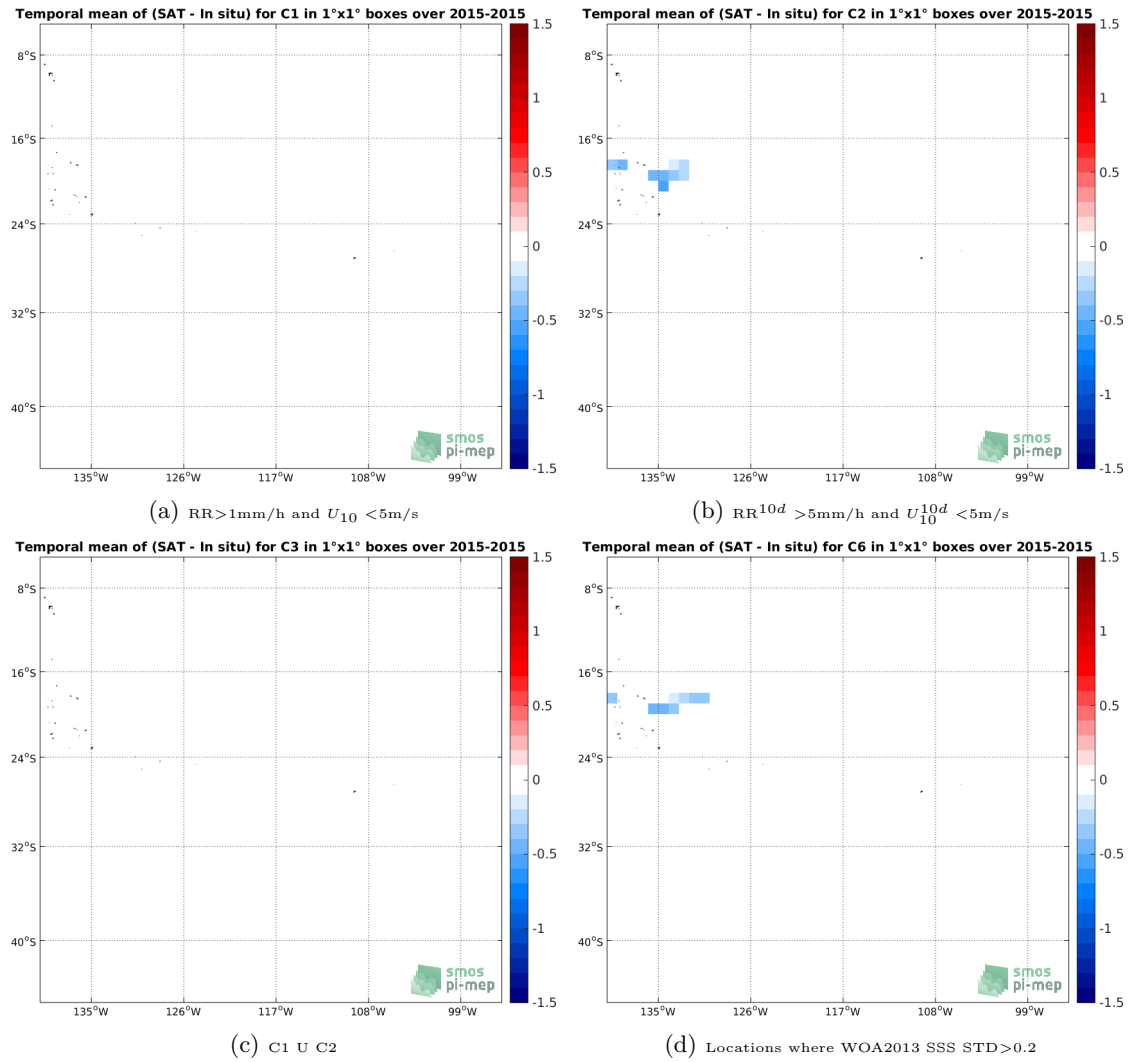 Temporal mean of (SAT - In situ) for C1 in 1°x1° boxes over 2015-2015
8°S
16°S
24°S
32°S
40°S
135°W
126°W
117°W
108°W
99°W
1.5
1
0.5
0
-0.5
-1
-1.5
smos
pi-mep
(a) RR>1mm/h and U10 <5m/s
Temporal mean of (SAT - In situ) for C2 in 1°x1° boxes over 2015-2015
8°S
16°S
24°S
32°S
40°S
135°W
126°W
117°W
108°W
99°W
1.5
1
0.5
0
-0.5
-1
-1.5
smos
pi-mep
(b) RR10d >5mm/h and U10d10 <5m/s
Temporal mean of (SAT - In situ) for C3 in 1°x1° boxes over 2015-2015
8°S
16°S
24°S
32°S
40°S
135°W
126°W
117°W
108°W
99°W
1.5
1
0.5
0
-0.5
-1
-1.5
smos
pi-mep
(c) C1 U C2
Temporal mean of (SAT - In situ) for C6 in 1°x1° boxes over 2015-2015
8°S
16°S
24°S
32°S
40°S
135°W
126°W
117°W
108°W
99°W
1.5
1
0.5
0
-0.5
-1
-1.5
smos
pi-mep
(d) Locations where WOA2013 SSS STD>0.2